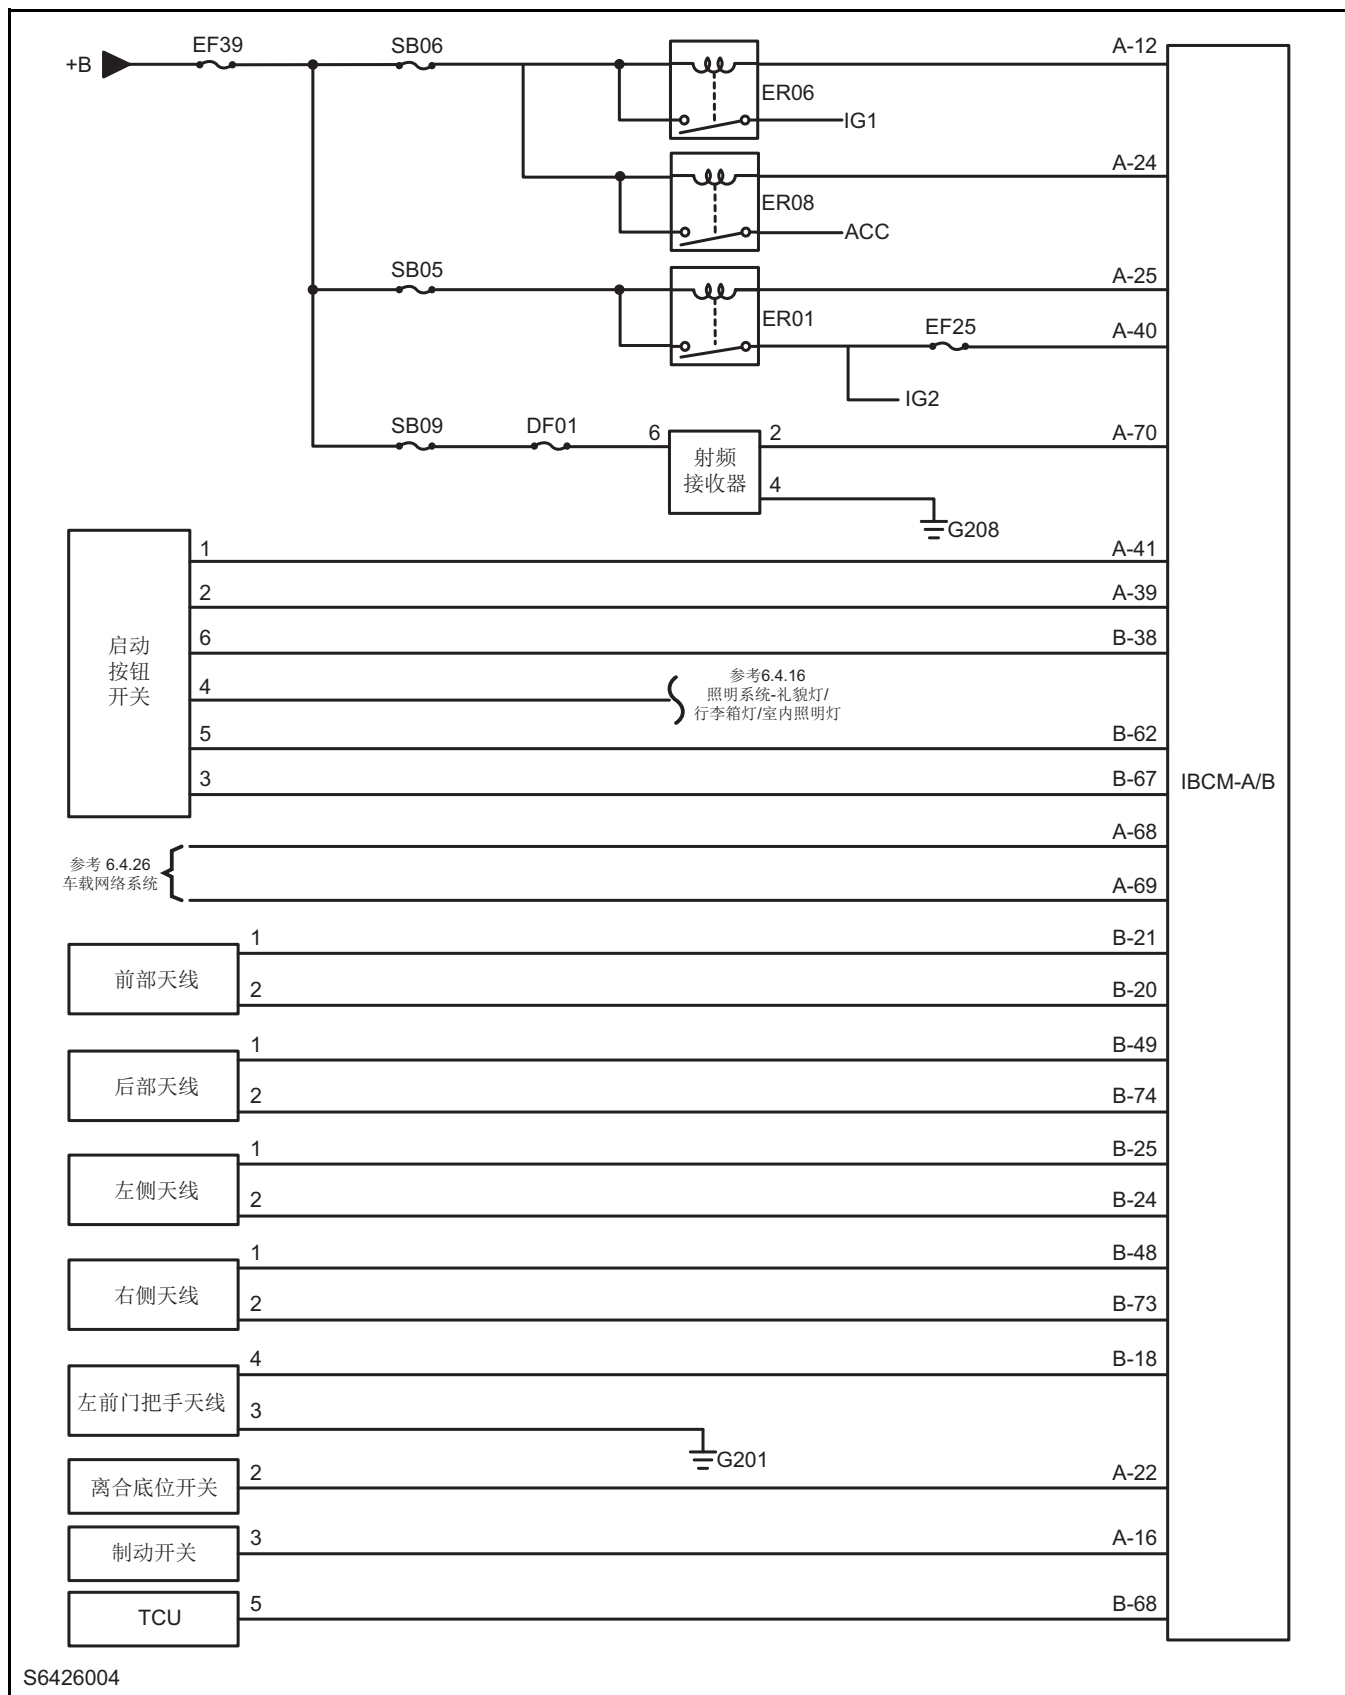 EF39
SB06
A-12
+B
ER06
IG1
A-24
ER08
ACC
SB05
A-25
ER01
EF25
A-40
IG2
SB09
DF01
6
2
A-70
射频
接收器
4
G208
1
A-41
2
A-39
6
B-38
启动
按钮
开关
4
参考6.4.16
照明系统-礼貌灯/
行李箱灯/室内照明灯
5
B-62
3
B-67
IBCM-A/B
A-68
参考 6.4.26
车载网络系统
A-69
1
B-21
前部天线
2
B-20
1
B-49
后部天线
2
B-74
1
B-25
左侧天线
2
B-24
1
B-48
右侧天线
2
B-73
4
B-18
左前门把手天线
3
G201
2
A-22
离合底位开关
3
A-16
制动开关
5
B-68
TCU
S6426004